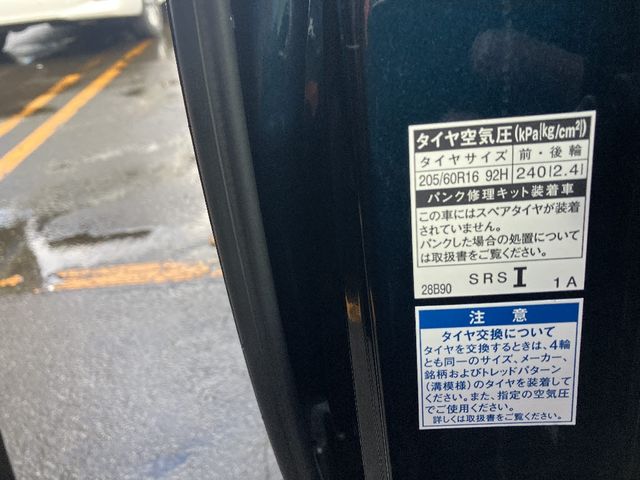 タイヤ空気圧(kPa{kg/cm²})
タイヤサイズ 前・後輪
205/60R16 92H 240{2.4}
パンク修理キット装着車
この車にはスペアタイヤが装着
されていません。
パンクした場合の処置について
は取扱書をご覧ください。
28B90 SRS I 1A
注 意
タイヤ交換について
タイヤを交換するときは、4輪
とも同一のサイズ、メーカー、
銘柄およびトレッドパターン
(溝模様)のタイヤを装着して
ください。また、指定の空気圧
でご使用ください。
詳しくは取扱書をご覧ください。